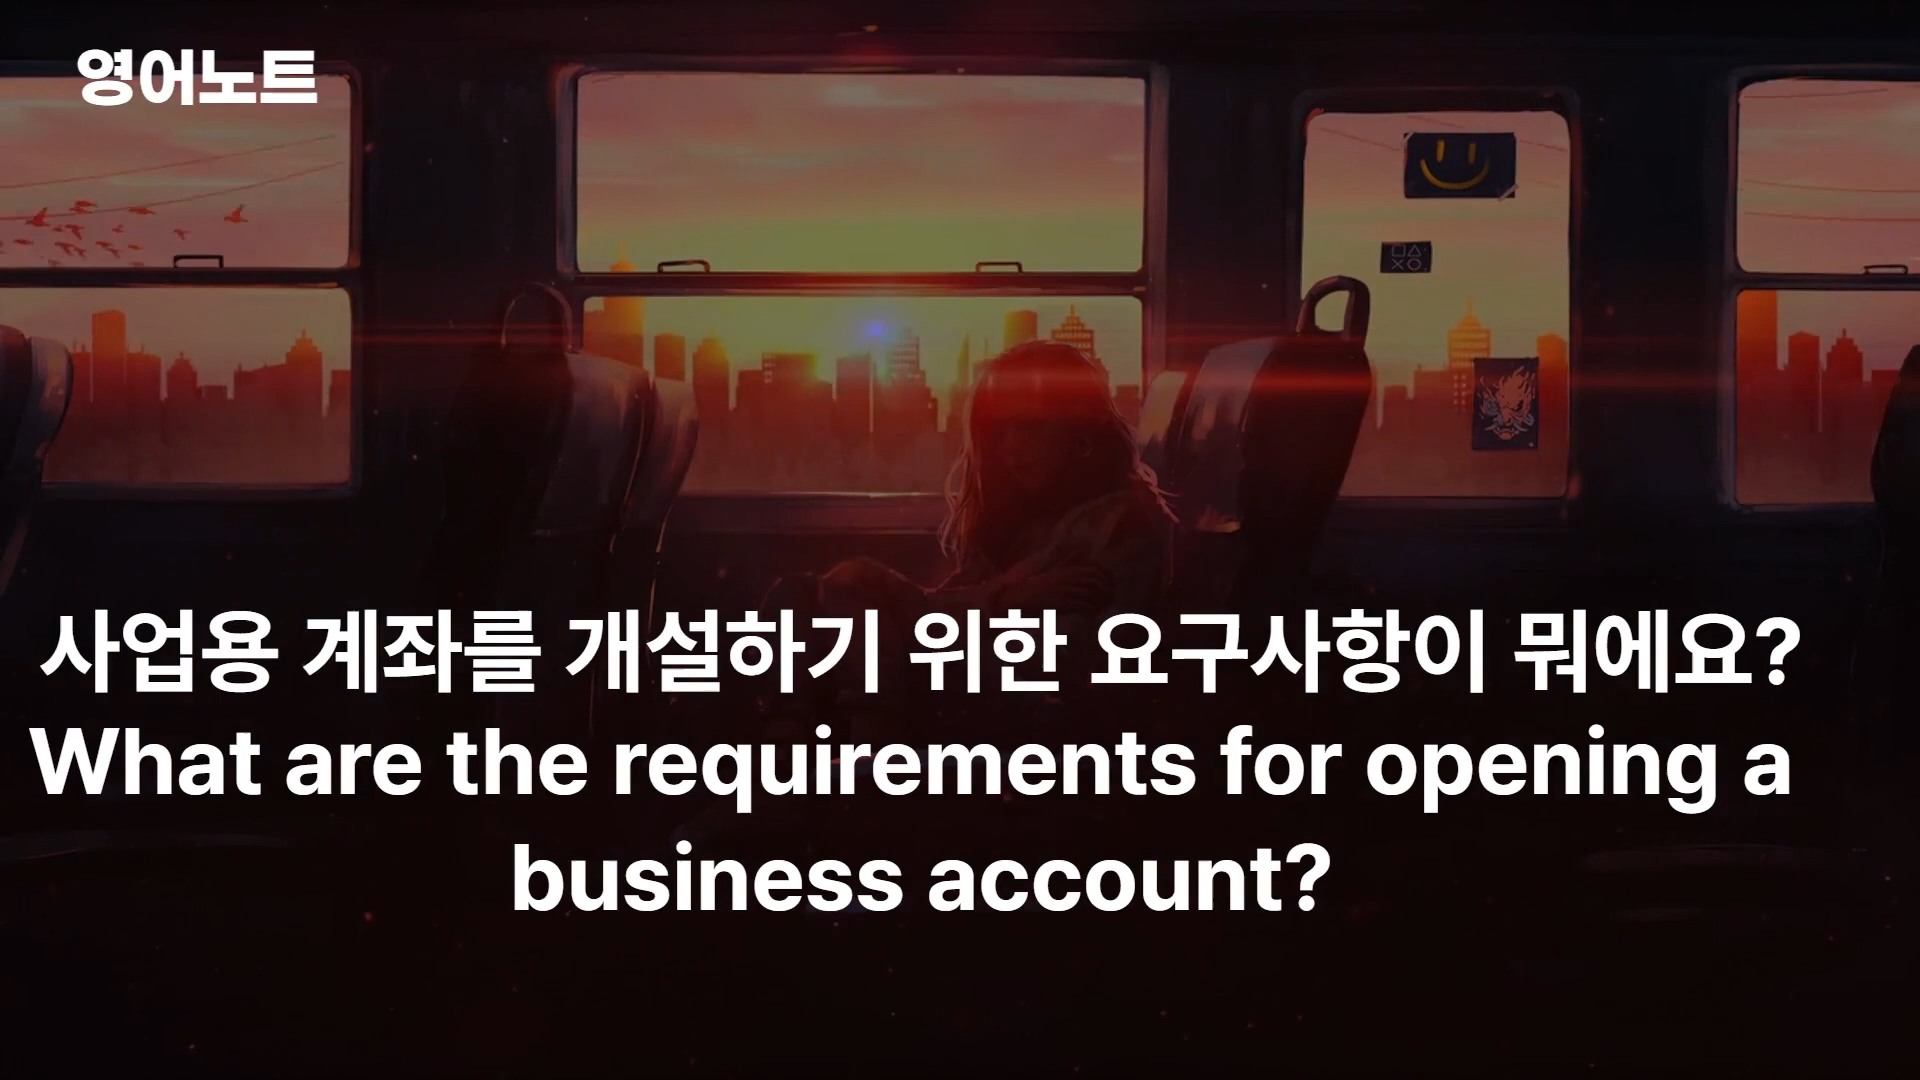 영어노트
사업용 계좌를 개설하기 위한 요구사항이 뭐에요?
What are the requirements for opening a
business account?